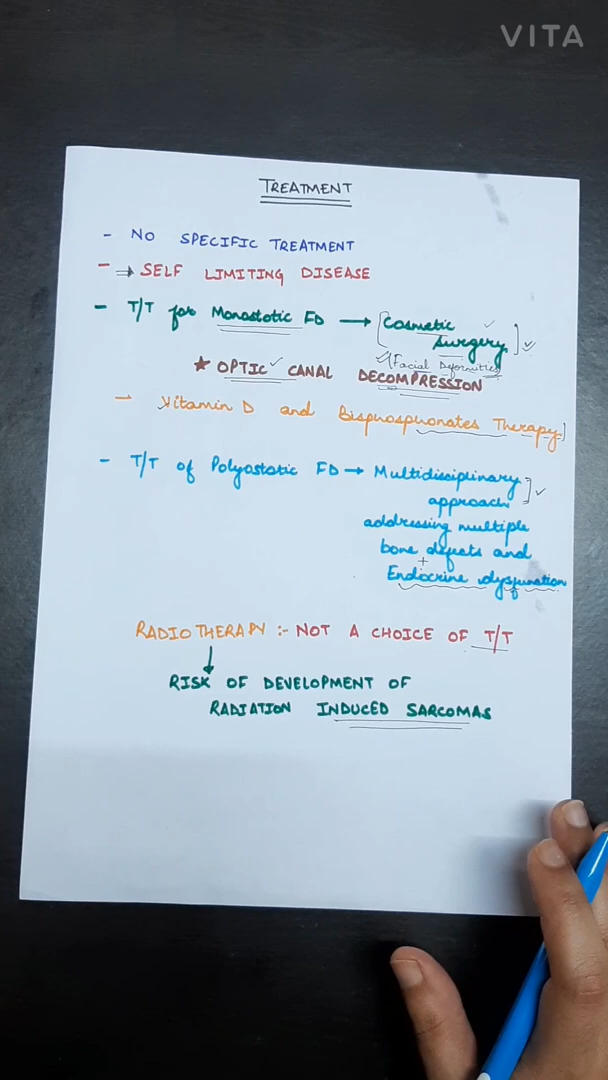 VITA
TREATMENT
- NO SPECIFIC TREATMENT
- → SELF LIMITING DISEASE
- T/T for Monostotic FD → [Cosmetic
Surgery]
(Facial Deformities)
★ OPTIC CANAL DECOMPRESSION
- Vitamin D and Bisphosphonates Therapy
- T/T of Polyostatic FD → Multidisciplinary
approach
addressing multiple
bone defects and
+
Endocrine dysfunation
RADIOTHERAPY :- NOT A CHOICE OF T/T
↓
RISK OF DEVELOPMENT OF
RADIATION INDUCED SARCOMAS